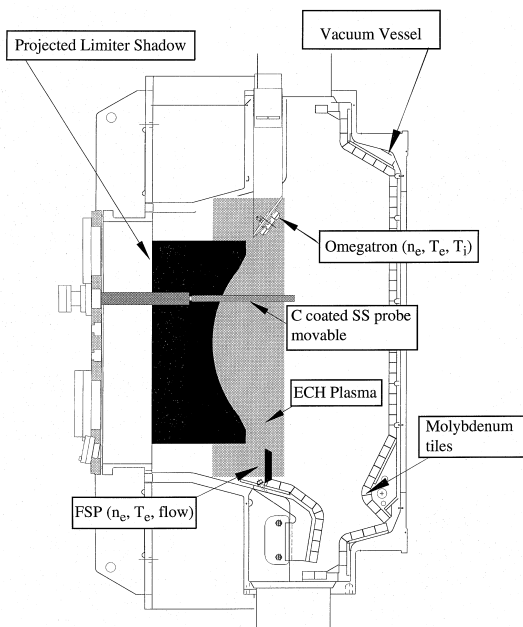 Vacuum Vessel
Projected Limiter Shadow
Omegatron (nₑ, Tₑ, Tᵢ)
C coated SS probe
movable
ECH Plasma
Molybdenum
tiles
FSP (nₑ, Tₑ, flow)